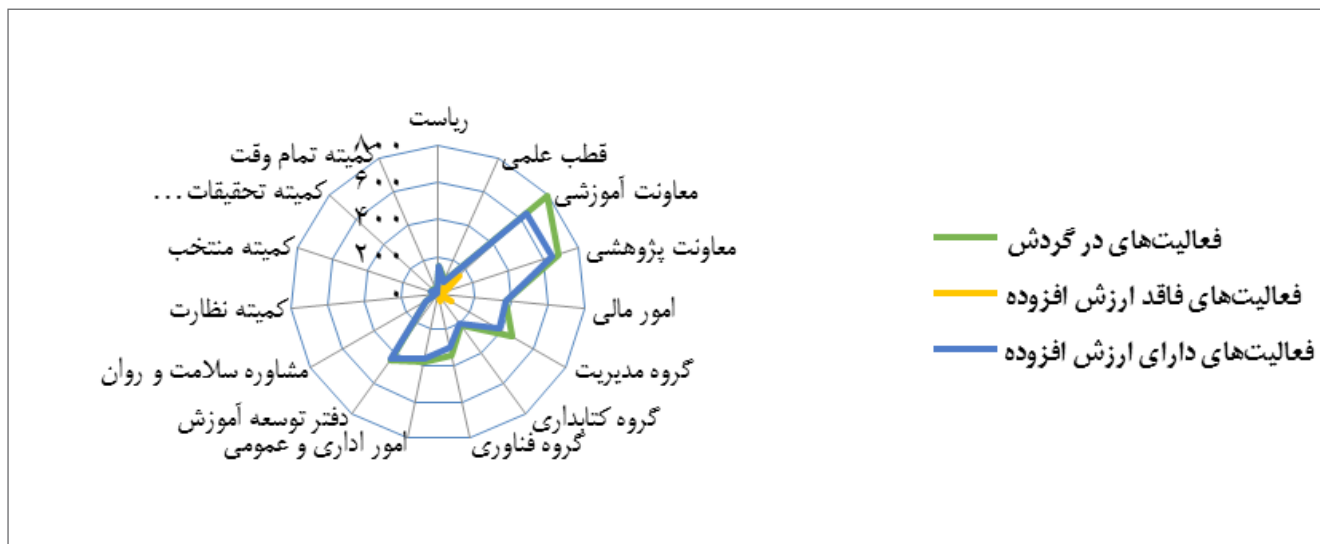 ریاست
قطب علمی
معاونت آموزشی
معاونت پژوهشی
امور مالی
گروه مدیریت
گروه کتابداری
گروه فناوری
امور اداری و عمومی
دفتر توسعه آموزش
مشاوره سلامت و روان
کمیته نظارت
کمیته منتخب
کمیته تحقیقات...
کمیته تمام وقت
۸۰۰
۶۰۰
۴۰۰
۲۰۰
۰
فعالیت‌های در گردش
فعالیت‌های فاقد ارزش افزوده
فعالیت‌های دارای ارزش افزوده